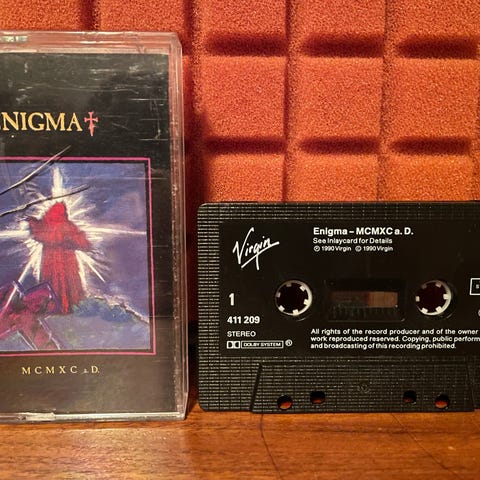 ENIGMA
MCMXC a.D.
Virgin
1
411 209
STEREO
DOLBY SYSTEM ®
Enigma – MCMXC a. D.
See Inlaycard for Details
℗ 1990 Virgin © 1990 Virgin
All rights of the record producer and of the owner
work reproduced reserved. Copying, public perform
and broadcasting of this recording prohibited.